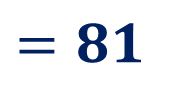 = 81